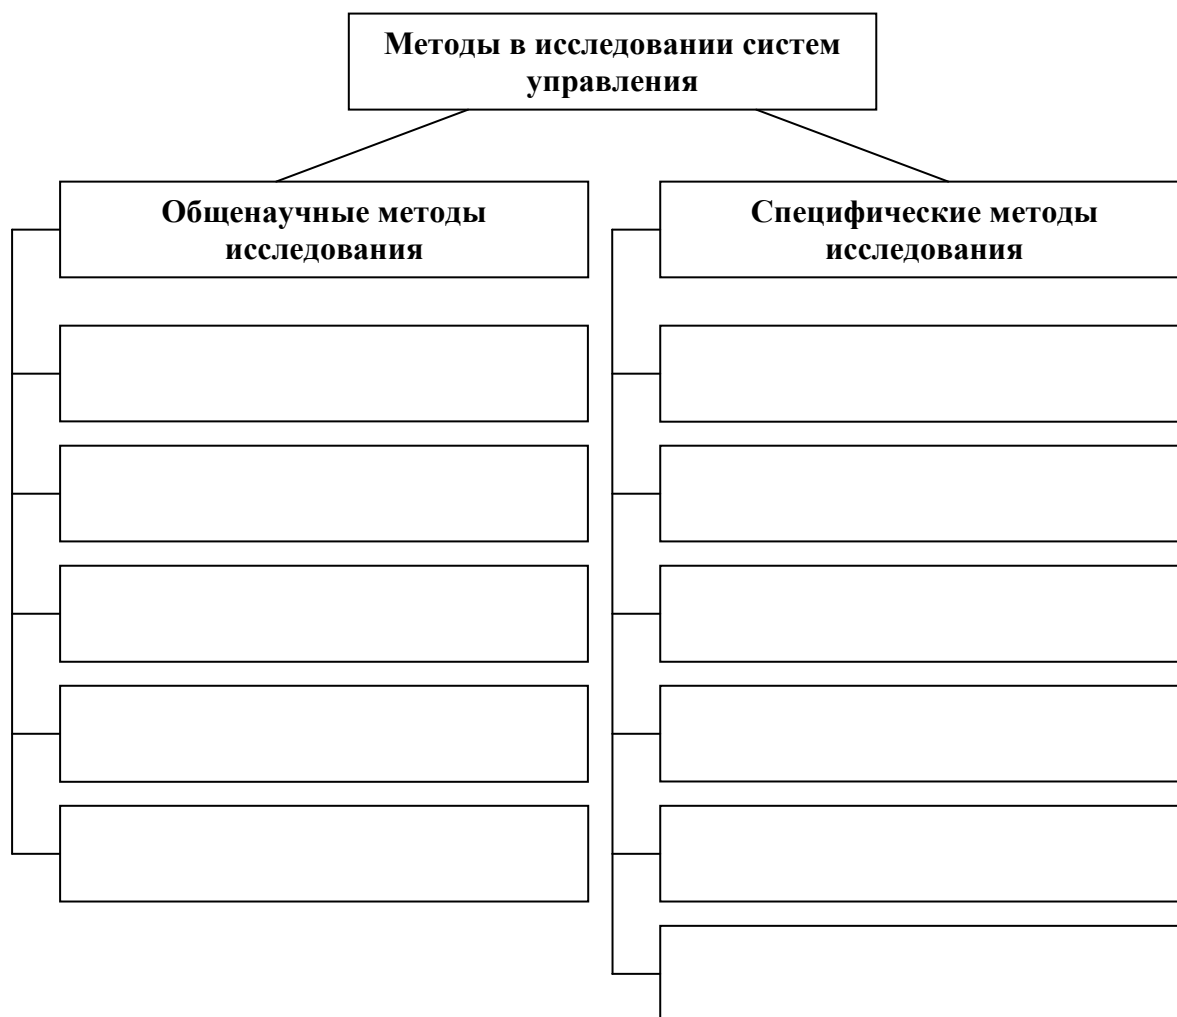 Методы в исследовании систем
управления
Общенаучные методы
исследования
Специфические методы
исследования